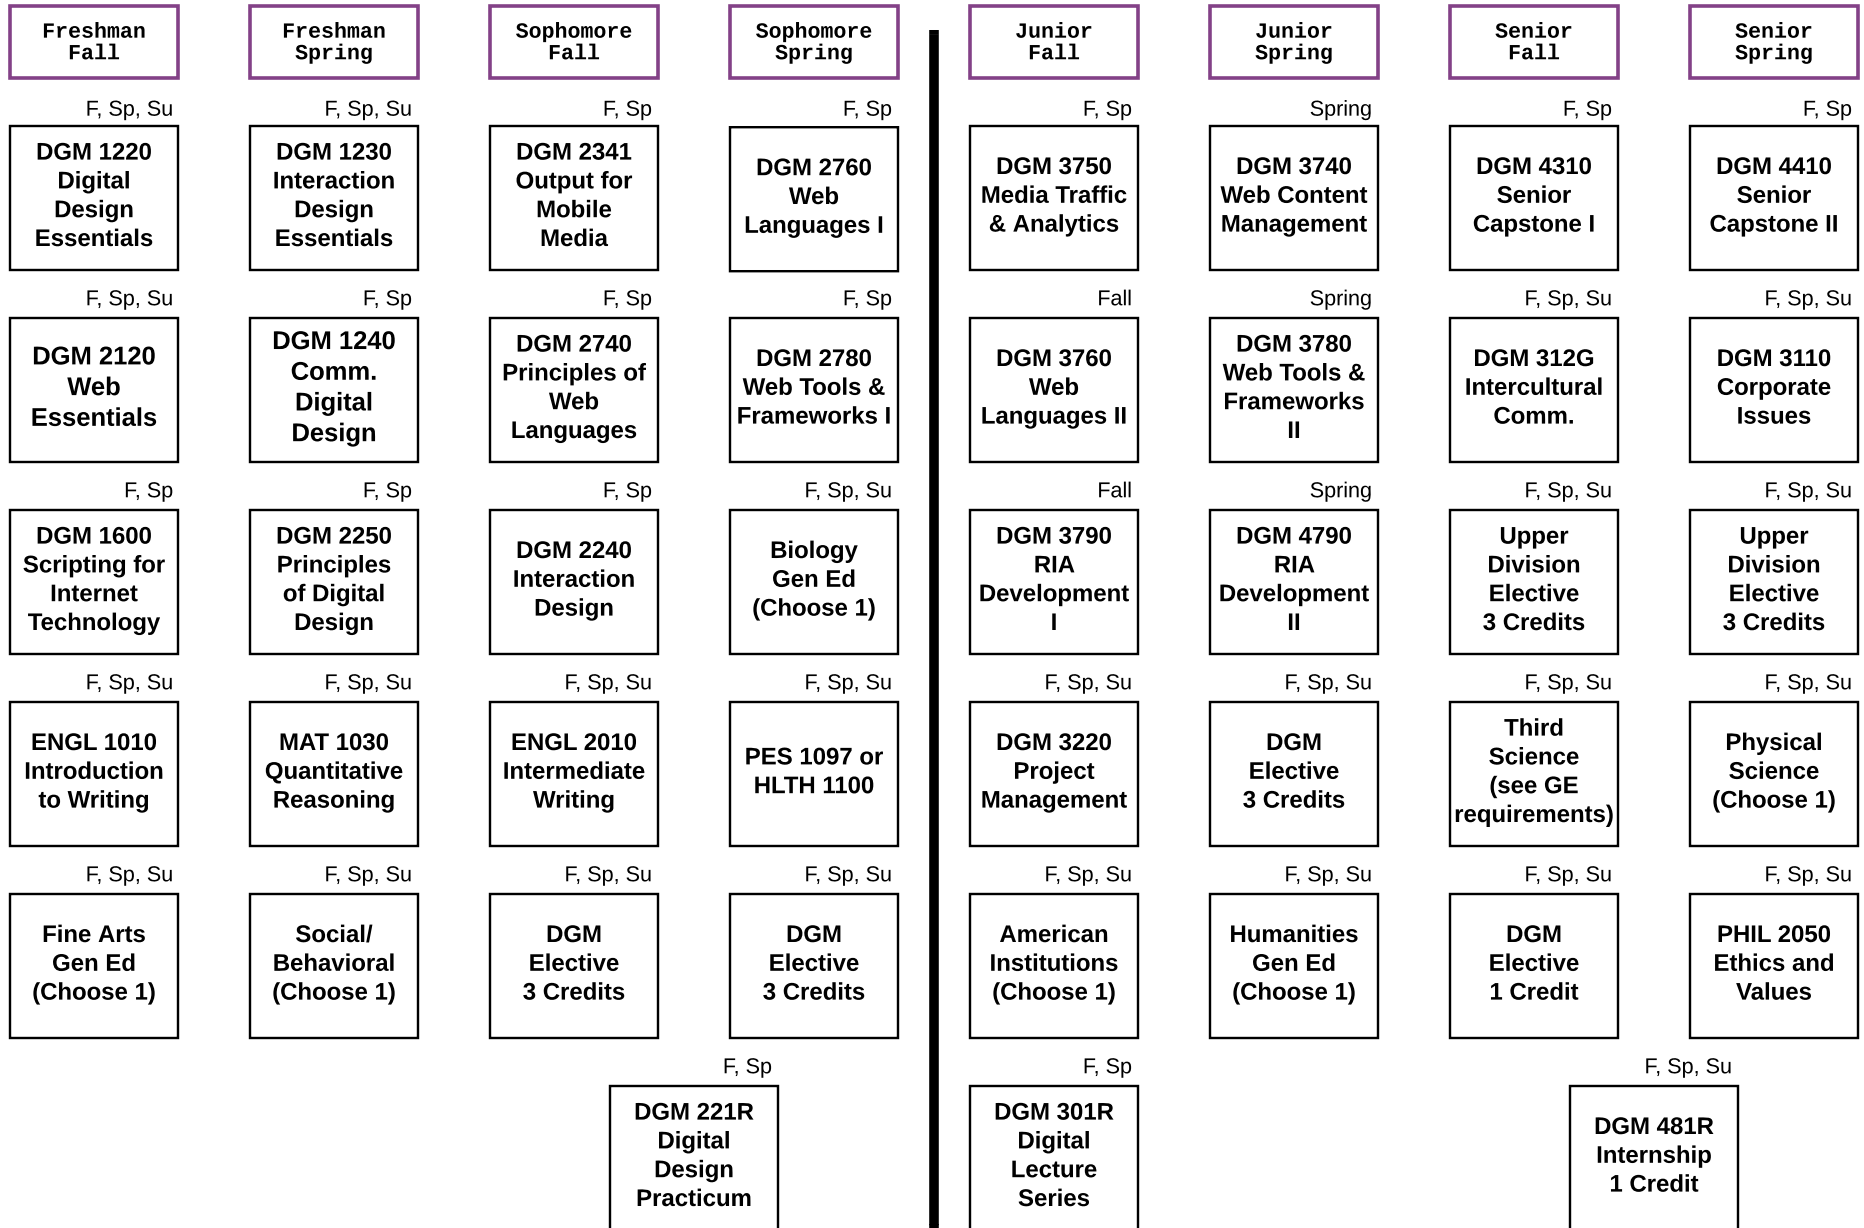 Freshman
Fall
Freshman
Spring
Sophomore
Fall
Sophomore
Spring
Junior
Fall
Junior
Spring
Senior
Fall
Senior
Spring
F, Sp, Su
DGM 1220
Digital
Design
Essentials
F, Sp, Su
DGM 1230
Interaction
Design
Essentials
F, Sp
DGM 2341
Output for
Mobile
Media
F, Sp
DGM 2760
Web
Languages I
F, Sp
DGM 3750
Media Traffic
& Analytics
Spring
DGM 3740
Web Content
Management
F, Sp
DGM 4310
Senior
Capstone I
F, Sp
DGM 4410
Senior
Capstone II
F, Sp, Su
DGM 2120
Web
Essentials
F, Sp
DGM 1240
Comm.
Digital
Design
F, Sp
DGM 2740
Principles of
Web
Languages
F, Sp
DGM 2780
Web Tools &
Frameworks I
Fall
DGM 3760
Web
Languages II
Spring
DGM 3780
Web Tools &
Frameworks
II
F, Sp, Su
DGM 312G
Intercultural
Comm.
F, Sp, Su
DGM 3110
Corporate
Issues
F, Sp
DGM 1600
Scripting for
Internet
Technology
F, Sp
DGM 2250
Principles
of Digital
Design
F, Sp
DGM 2240
Interaction
Design
F, Sp, Su
Biology
Gen Ed
(Choose 1)
Fall
DGM 3790
RIA
Development
I
Spring
DGM 4790
RIA
Development
II
F, Sp, Su
Upper
Division
Elective
3 Credits
F, Sp, Su
Upper
Division
Elective
3 Credits
F, Sp, Su
ENGL 1010
Introduction
to Writing
F, Sp, Su
MAT 1030
Quantitative
Reasoning
F, Sp, Su
ENGL 2010
Intermediate
Writing
F, Sp, Su
PES 1097 or
HLTH 1100
F, Sp, Su
DGM 3220
Project
Management
F, Sp, Su
DGM
Elective
3 Credits
F, Sp, Su
Third
Science
(see GE
requirements)
F, Sp, Su
Physical
Science
(Choose 1)
F, Sp, Su
Fine Arts
Gen Ed
(Choose 1)
F, Sp, Su
Social/
Behavioral
(Choose 1)
F, Sp, Su
DGM
Elective
3 Credits
F, Sp, Su
DGM
Elective
3 Credits
F, Sp, Su
American
Institutions
(Choose 1)
F, Sp, Su
Humanities
Gen Ed
(Choose 1)
F, Sp, Su
DGM
Elective
1 Credit
F, Sp, Su
PHIL 2050
Ethics and
Values
F, Sp
DGM 221R
Digital
Design
Practicum
F, Sp
DGM 301R
Digital
Lecture
Series
F, Sp, Su
DGM 481R
Internship
1 Credit